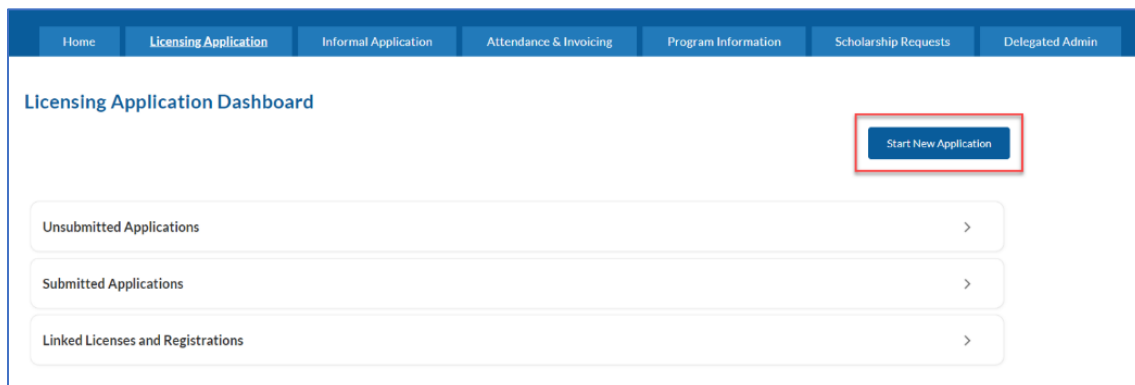 Home Licensing Application Informal Application Attendance & Invoicing Program Information Scholarship Requests Delegated Admin
Licensing Application Dashboard
Start New Application
Unsubmitted Applications
Submitted Applications
Linked Licenses and Registrations